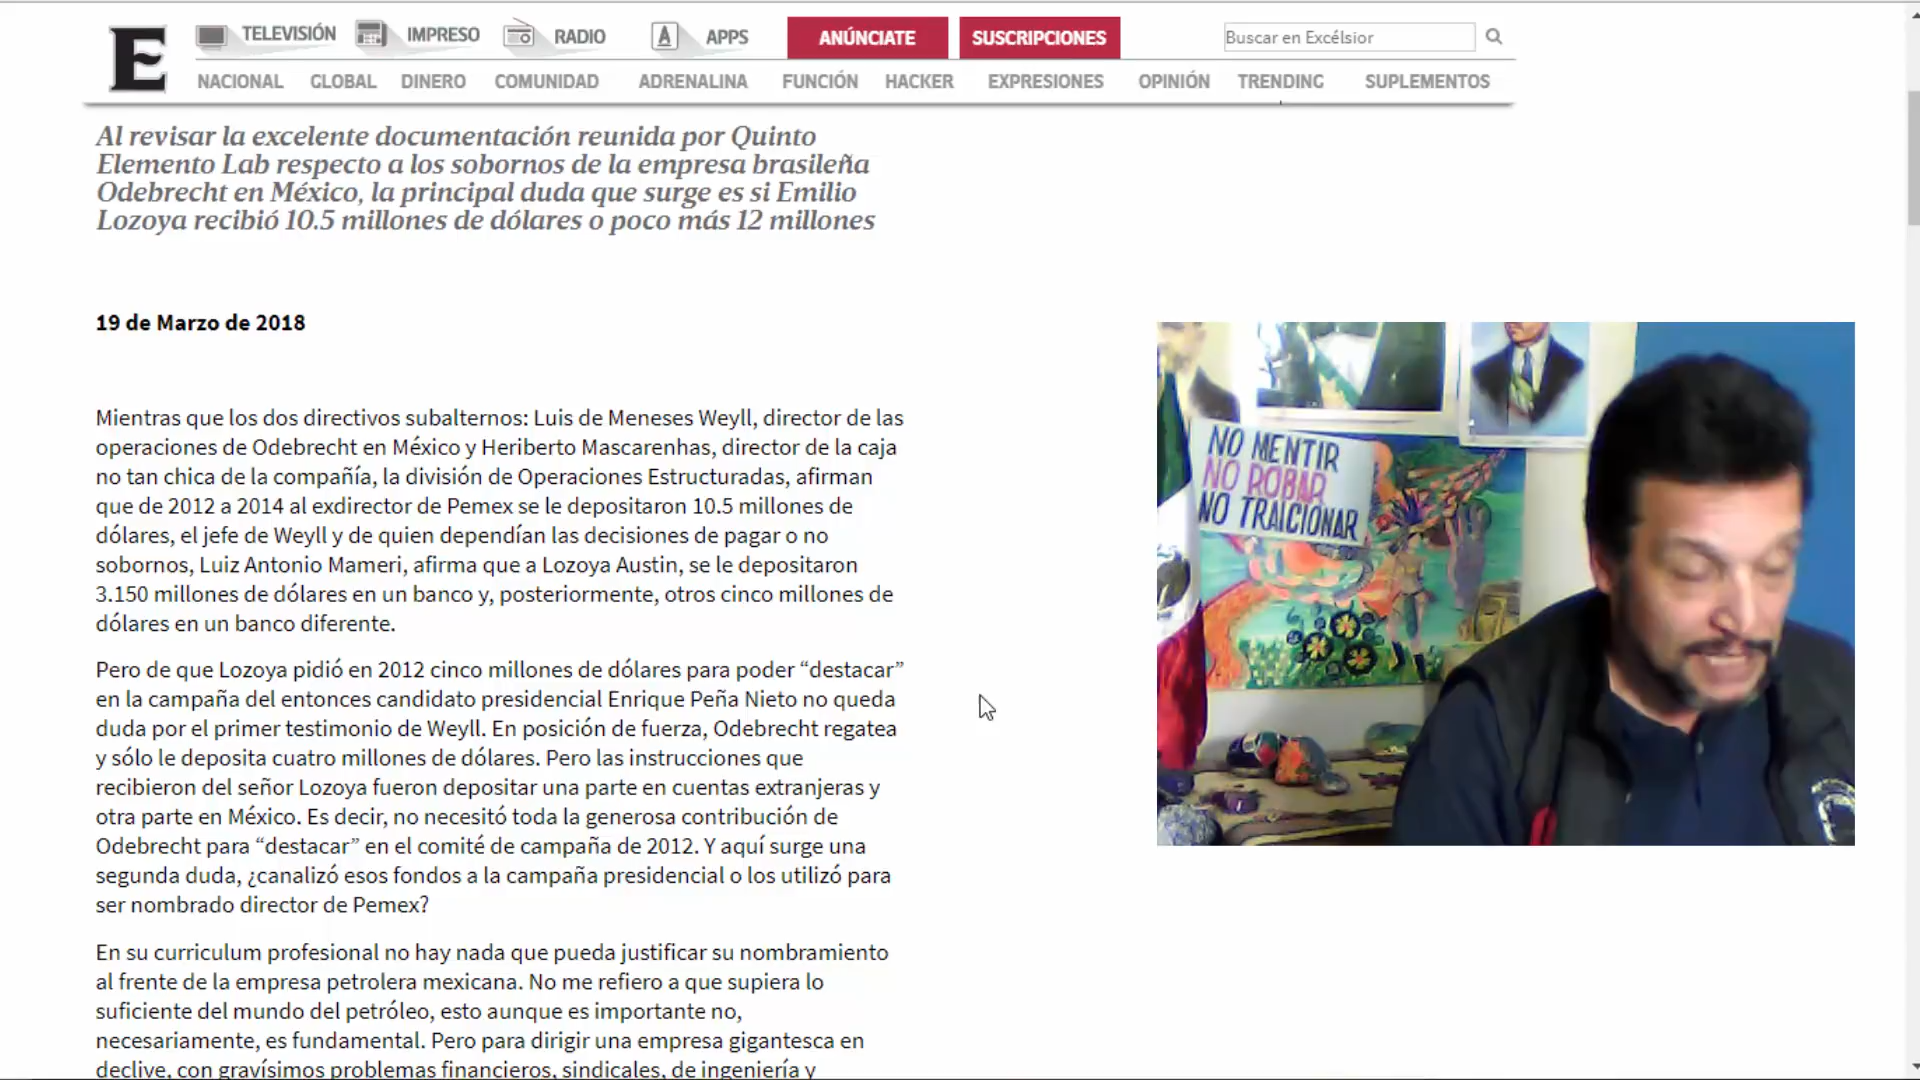 E
TELEVISIÓN IMPRESO RADIO A APPS ANÚNCIATE SUSCRIPCIONES Buscar en Excélsior
NACIONAL GLOBAL DINERO COMUNIDAD ADRENALINA FUNCIÓN HACKER EXPRESIONES OPINIÓN TRENDING SUPLEMENTOS
Al revisar la excelente documentación reunida por Quinto
Elemento Lab respecto a los sobornos de la empresa brasileña
Odebrecht en México, la principal duda que surge es si Emilio
Lozoya recibió 10.5 millones de dólares o poco más 12 millones
19 de Marzo de 2018
Mientras que los dos directivos subalternos: Luis de Meneses Weyll, director de las
operaciones de Odebrecht en México y Heriberto Mascarenhas, director de la caja
no tan chica de la compañía, la división de Operaciones Estructuradas, afirman
que de 2012 a 2014 al exdirector de Pemex se le depositaron 10.5 millones de
dólares, el jefe de Weyll y de quien dependían las decisiones de pagar o no
sobornos, Luiz Antonio Mameri, afirma que a Lozoya Austin, se le depositaron
3.150 millones de dólares en un banco y, posteriormente, otros cinco millones de
dólares en un banco diferente.
Pero de que Lozoya pidió en 2012 cinco millones de dólares para poder “destacar”
en la campaña del entonces candidato presidencial Enrique Peña Nieto no queda
duda por el primer testimonio de Weyll. En posición de fuerza, Odebrecht regatea
y sólo le deposita cuatro millones de dólares. Pero las instrucciones que
recibieron del señor Lozoya fueron depositar una parte en cuentas extranjeras y
otra parte en México. Es decir, no necesitó toda la generosa contribución de
Odebrecht para “destacar” en el comité de campaña de 2012. Y aquí surge una
segunda duda, ¿canalizó esos fondos a la campaña presidencial o los utilizó para
ser nombrado director de Pemex?
En su curriculum profesional no hay nada que pueda justificar su nombramiento
al frente de la empresa petrolera mexicana. No me refiero a que supiera lo
suficiente del mundo del petróleo, esto aunque es importante no,
necesariamente, es fundamental. Pero para dirigir una empresa gigantesca en
declive, con gravísimos problemas financieros, sindicales, de ingeniería y
NO MENTIR
NO ROBAR
NO TRAICIONAR